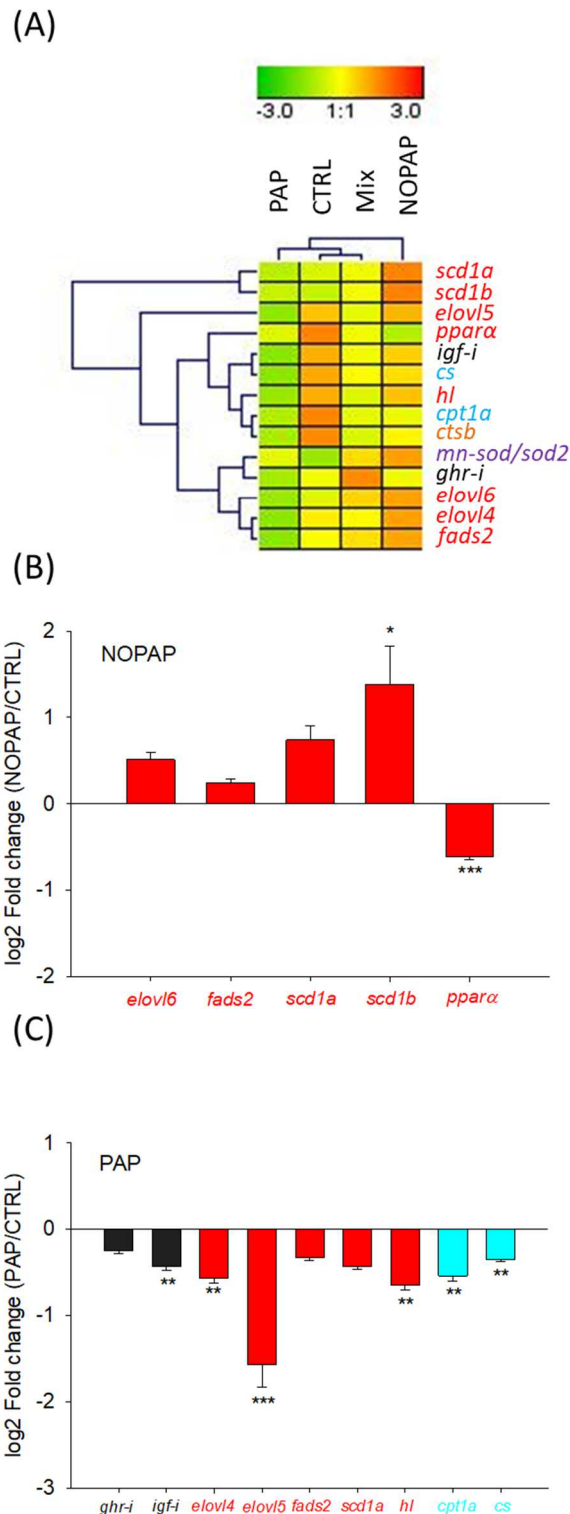 (A)
-3.0 1:1 3.0
PAP CTRL Mix NOPAP
scd1a
scd1b
elovl5
pparα
igf-i
cs
hl
cpt1a
ctsb
mn-sod/sod2
ghr-i
elovl6
elovl4
fads2
(B)
log2 Fold change (NOPAP/CTRL)
2
1
0
-1
-2
NOPAP
*
***
elovl6 fads2 scd1a scd1b pparα
(C)
log2 Fold change (PAP/CTRL)
1
0
-1
-2
-3
PAP
** ** *** ** ** **
ghr-i igf-i elovl4 elovl5 fads2 scd1a hl cpt1a cs